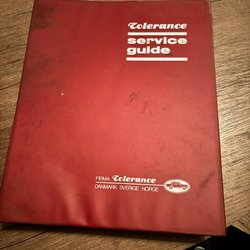 Tolerance
service
guide
FIRMA Tolerance
DANMARK SVERIGE NORGE